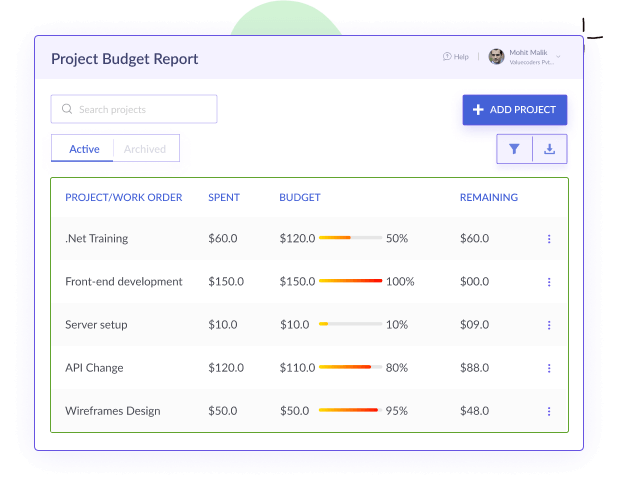 Project Budget Report
Help
Mohit Malik
Valuecoders Pvt...
Search projects
ADD PROJECT
Active Archived
PROJECT/WORK ORDER SPENT BUDGET REMAINING
.Net Training $60.0 $120.0 50% $60.0
Front-end development $150.0 $150.0 100% $00.0
Server setup $10.0 $10.0 10% $09.0
API Change $120.0 $110.0 80% $88.0
Wireframes Design $50.0 $50.0 95% $48.0